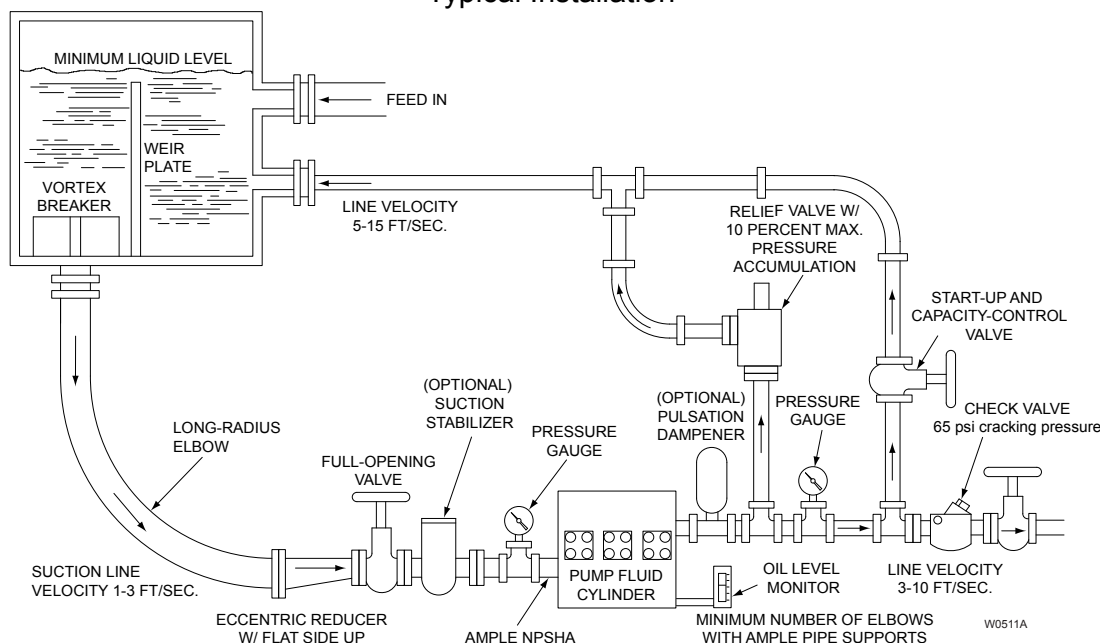 Typical Installation
MINIMUM LIQUID LEVEL
FEED IN
WEIR
PLATE
VORTEX
BREAKER
LINE VELOCITY
5-15 FT/SEC.
RELIEF VALVE W/
10 PERCENT MAX.
PRESSURE
ACCUMULATION
START-UP AND
CAPACITY-CONTROL
VALVE
(OPTIONAL)
SUCTION
STABILIZER
(OPTIONAL)
PULSATION
DAMPENER
PRESSURE
GAUGE
CHECK VALVE
65 psi cracking pressure
LONG-RADIUS
ELBOW
FULL-OPENING
VALVE
PRESSURE
GAUGE
SUCTION LINE
VELOCITY 1-3 FT/SEC.
PUMP FLUID
CYLINDER
OIL LEVEL
MONITOR
LINE VELOCITY
3-10 FT/SEC.
ECCENTRIC REDUCER
W/ FLAT SIDE UP
AMPLE NPSHA
MINIMUM NUMBER OF ELBOWS
WITH AMPLE PIPE SUPPORTS
W0511A